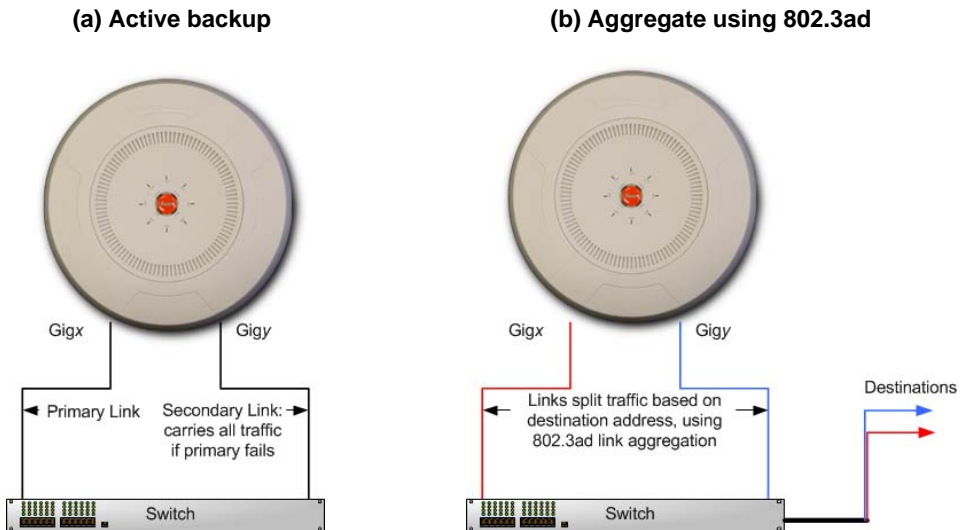 (a) Active backup
(b) Aggregate using 802.3ad
Gigx
Gigy
Primary Link
Secondary Link:
carries all traffic
if primary fails
Switch
Gigx
Gigy
Links split traffic based on
destination address, using
802.3ad link aggregation
Destinations
Switch